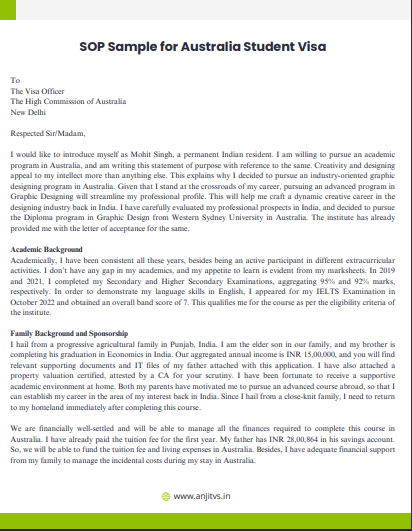 SOP Sample for Australia Student Visa
To
The Visa Officer
The High Commission of Australia
New Delhi
Respected Sir/Madam,
I would like to introduce myself as Mohit Singh, a permanent Indian resident. I am willing to pursue an academic
program in Australia, and am writing this statement of purpose with reference to the same. Creativity and designing
appeal to my intellect more than anything else. This explains why I decided to pursue an industry-oriented graphic
designing program in Australia. Given that I stand at the crossroads of my career, pursuing an advanced program in
Graphic Designing will streamline my professional profile. This will help me craft a dynamic creative career in the
designing industry back in India. I have carefully evaluated my professional prospects in India, and decided to pursue
the Diploma program in Graphic Design from Western Sydney University in Australia. The institute has already
provided me with the letter of acceptance for the same.
Academic Background
Academically, I have been consistent all these years, besides being an active participant in different extracurricular
activities. I don't have any gap in my academics, and my appetite to learn is evident from my marksheets. In 2019
and 2021, I completed my Secondary and Higher Secondary Examinations, aggregating 95% and 92% marks,
respectively. In order to demonstrate my language skills in English, I appeared for my IELTS Examination in
October 2022 and obtained an overall band score of 7. This qualifies me for the course as per the eligibility criteria of
the institute.
Family Background and Sponsorship
I hail from a progressive agricultural family in Punjab, India. I am the elder son in our family, and my brother is
completing his graduation in Economics in India. Our aggregated annual income is INR 15,00,000, and you will find
relevant supporting documents and IT files of my father attached with this application. I have also attached a
property valuation certified, attested by a CA for your scrutiny. I have been fortunate to receive a supportive
academic environment at home. Both my parents have motivated me to pursue an advanced course abroad, so that I
can establish my career in the area of my interest back in India. Since I hail from a close-knit family, I need to return
to my homeland immediately after completing this course.
We are financially well-settled and will be able to manage all the finances required to complete this course in
Australia. I have already paid the tuition fee for the first year. My father has INR 28,00,864 in his savings account.
So, we will be able to fund the tuition fee and living expenses in Australia. Besides, I have adequate financial support
from my family to manage the incidental costs during my stay in Australia.
www.anjitvs.in